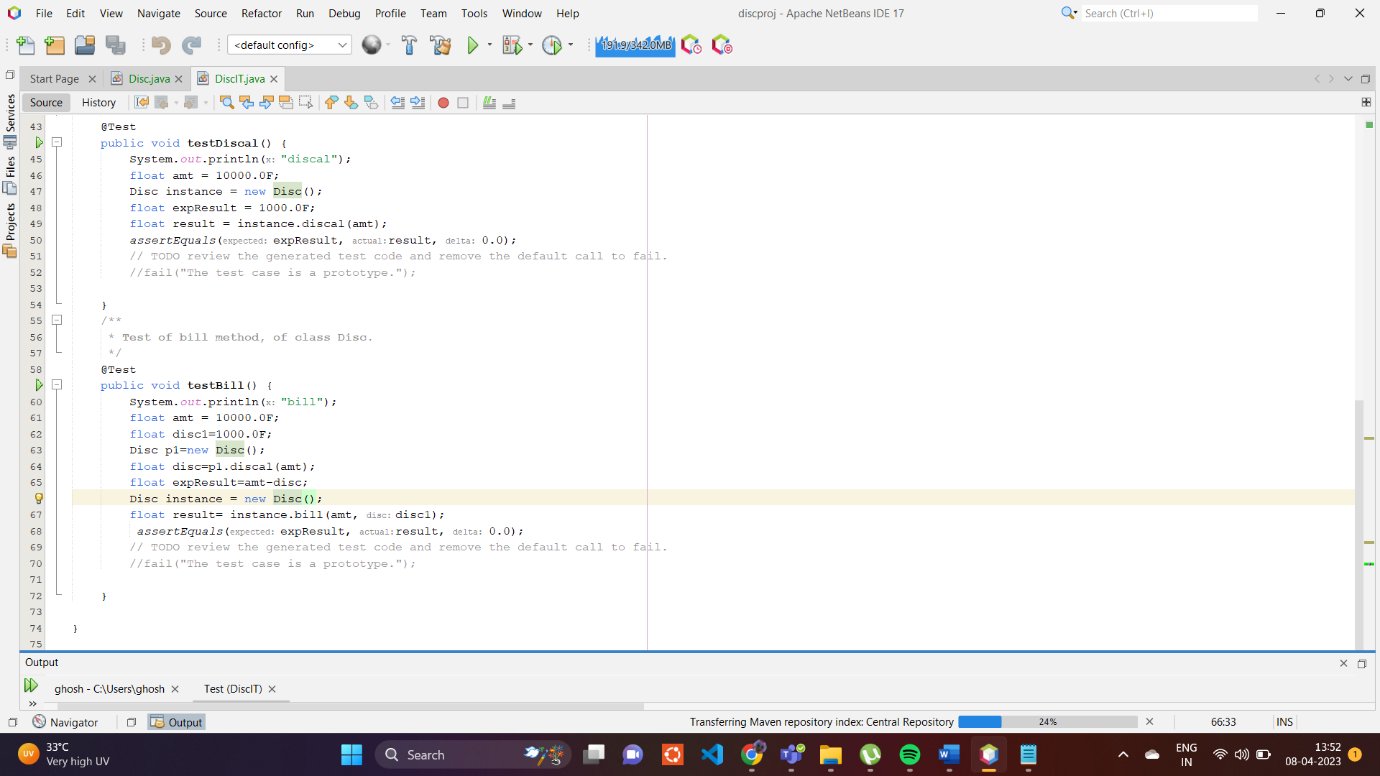 File Edit View Navigate Source Refactor Run Debug Profile Team Tools Window Help
discproj - Apache NetBeans IDE 17
Search (Ctrl+I)
<default config>
191.9/342.0MB
Start Page
Disc.java
DiscIT.java
Source
History
Services
Files
Projects
43 @Test
public void testDiscal() {
45 System.out.println(x: "discal");
46 float amt = 10000.0F;
47 Disc instance = new Disc();
48 float expResult = 1000.0F;
49 float result = instance.discal(amt);
50 assertEquals(expected: expResult, actual: result, delta: 0.0);
51 // TODO review the generated test code and remove the default call to fail.
52 //fail("The test case is a prototype.");
53
54 }
55 /**
56 * Test of bill method, of class Disc.
57 */
58 @Test
public void testBill() {
60 System.out.println(x: "bill");
61 float amt = 10000.0F;
62 float disc1=1000.0F;
63 Disc p1=new Disc();
64 float disc=p1.discal(amt);
65 float expResult=amt-disc;
Disc instance = new Disc();
67 float result= instance.bill(amt, disc: disc1);
68 assertEquals(expected: expResult, actual: result, delta: 0.0);
69 // TODO review the generated test code and remove the default call to fail.
70 //fail("The test case is a prototype.");
71
72 }
73
74 }
75
Output
ghosh - C:\Users\ghosh
Test (DiscIT)
Navigator
Output
Transferring Maven repository index: Central Repository
24%
66:33
INS
UV
33°C
Very high UV
Search
ENG
IN
13:52
08-04-2023
1